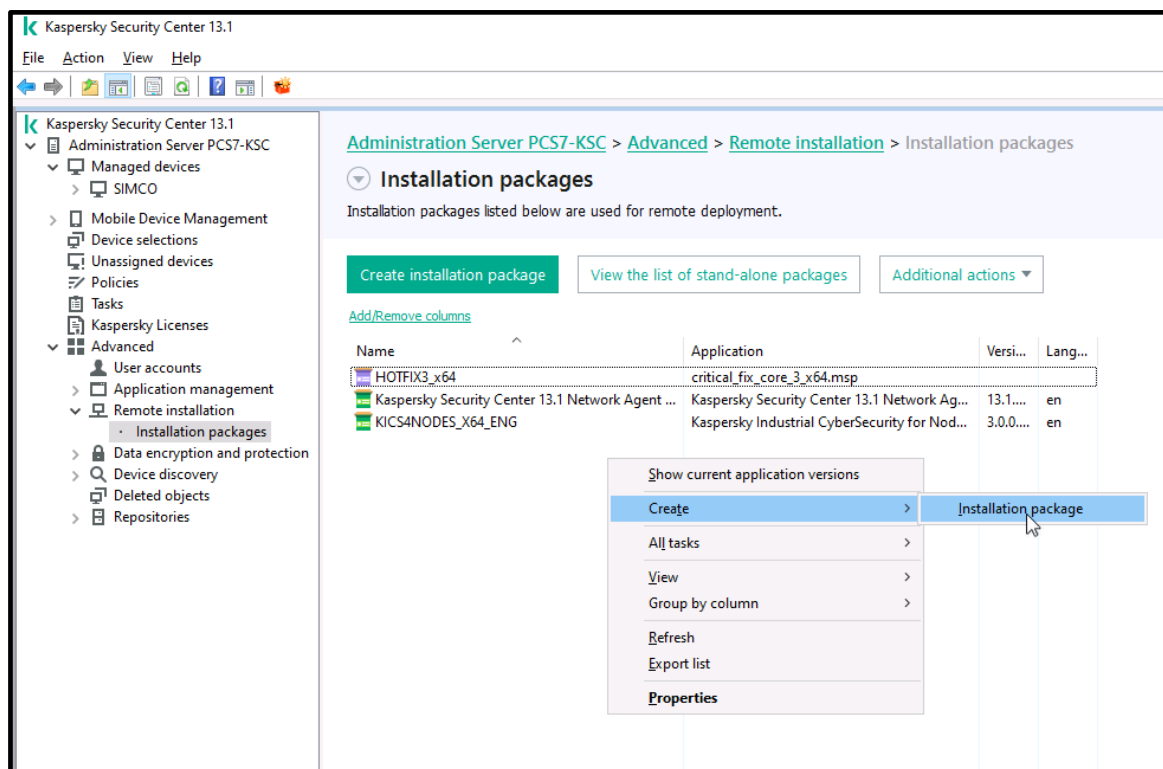 Kaspersky Security Center 13.1
File Action View Help
Kaspersky Security Center 13.1
Administration Server PCS7-KSC
Managed devices
SIMCO
Mobile Device Management
Device selections
Unassigned devices
Policies
Tasks
Kaspersky Licenses
Advanced
User accounts
Application management
Remote installation
Installation packages
Data encryption and protection
Device discovery
Deleted objects
Repositories
Administration Server PCS7-KSC > Advanced > Remote installation > Installation packages
Installation packages
Installation packages listed below are used for remote deployment.
Create installation package View the list of stand-alone packages Additional actions
Add/Remove columns
Name Application Versi... Lang...
HOTFIX3_x64 critical_fix_core_3_x64.msp
Kaspersky Security Center 13.1 Network Agent ... Kaspersky Security Center 13.1 Network Ag... 13.1.... en
KICS4NODES_X64_ENG Kaspersky Industrial CyberSecurity for Nod... 3.0.0.... en
Show current application versions
Create > Installation package
All tasks >
View >
Group by column >
Refresh
Export list
Properties